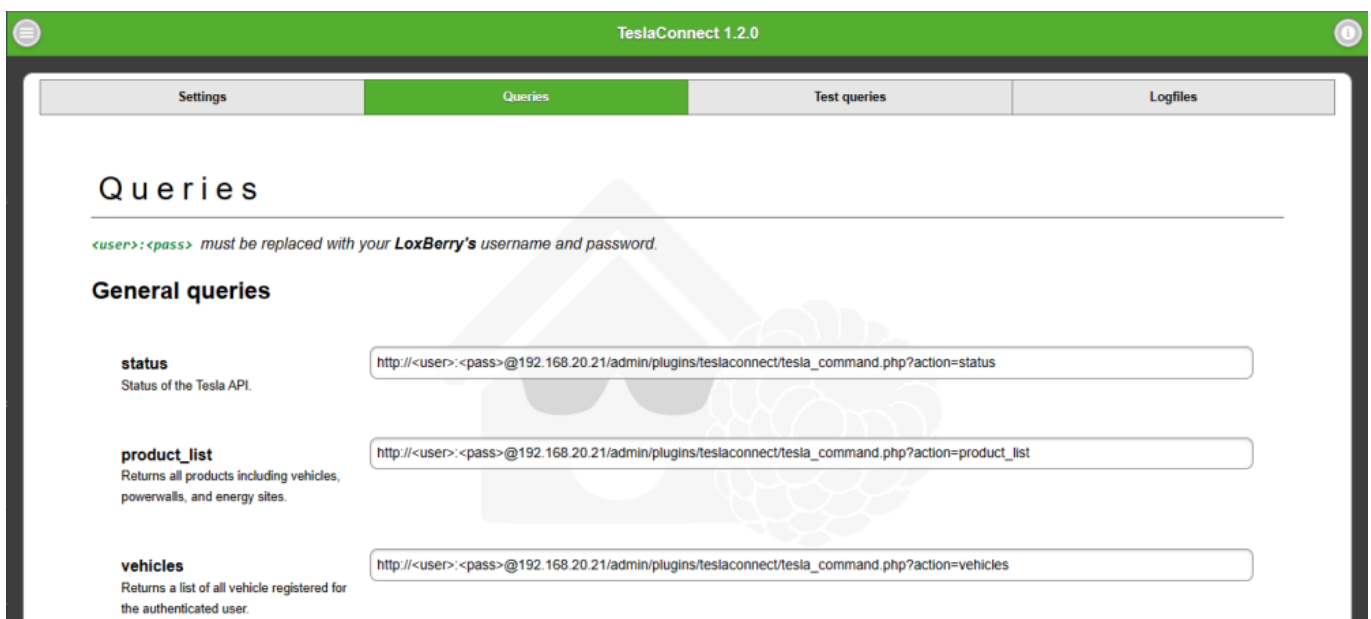 TeslaConnect 1.2.0
Settings
Queries
Test queries
Logfiles
Queries
<user>:<pass> must be replaced with your LoxBerry's username and password.
General queries
status
Status of the Tesla API.
http://<user>:<pass>@192.168.20.21/admin/plugins/teslaconnect/tesla_command.php?action=status
product_list
Returns all products including vehicles,
powerwalls, and energy sites.
http://<user>:<pass>@192.168.20.21/admin/plugins/teslaconnect/tesla_command.php?action=product_list
vehicles
Returns a list of all vehicle registered for
the authenticated user.
http://<user>:<pass>@192.168.20.21/admin/plugins/teslaconnect/tesla_command.php?action=vehicles